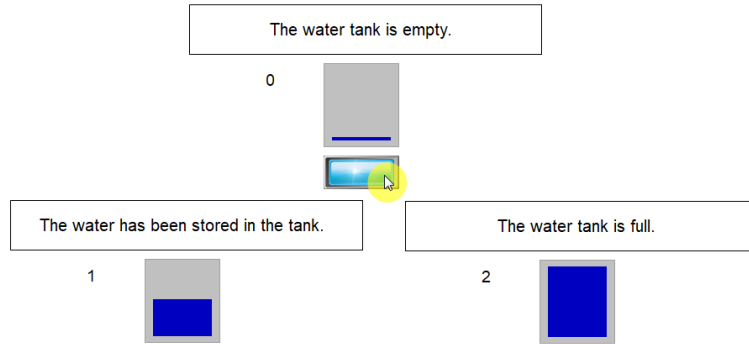 The water tank is empty.
0
The water has been stored in the tank.
The water tank is full.
1
2